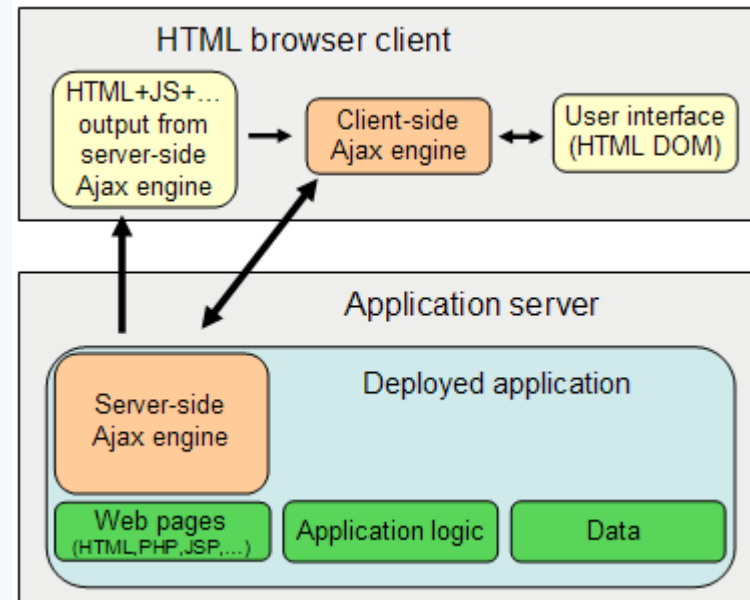 HTML browser client
HTML+JS+...
output from
server-side
Ajax engine
Client-side
Ajax engine
User interface
(HTML DOM)
Application server
Deployed application
Server-side
Ajax engine
Web pages
(HTML,PHP,JSP,...)
Application logic
Data